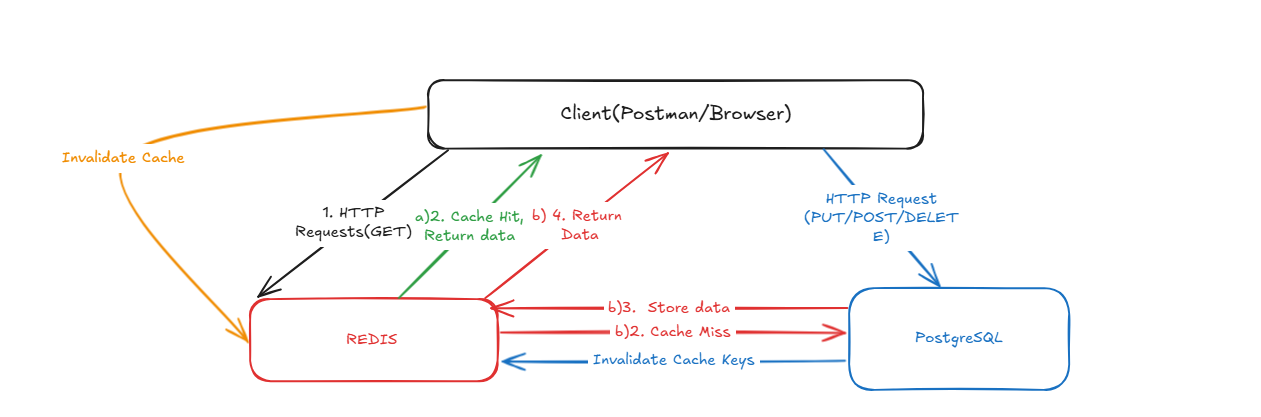 Client(Postman/Browser)
Invalidate Cache
1. HTTP
Requests(GET)
a)2. Cache Hit,
Return data
b) 4. Return
Data
HTTP Request
(PUT/POST/DELET
E)
b)3. Store data
b)2. Cache Miss
Invalidate Cache Keys
REDIS
PostgreSQL